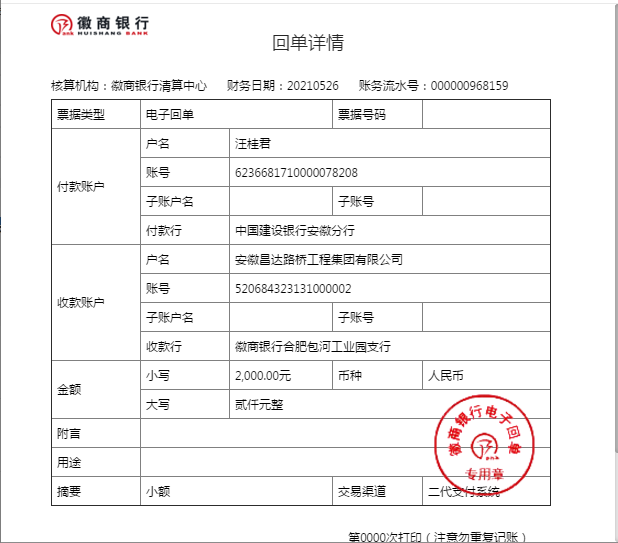 徽商银行
HUISHANG BANK
回单详情
核算机构：徽商银行清算中心 财务日期：20210526 账务流水号：000000968159
票据类型 电子回单 票据号码
付款账户
户名 汪桂君
账号 6236681710000078208
子账户名 子账号
付款行 中国建设银行安徽分行
收款账户
户名 安徽昌达路桥工程集团有限公司
账号 520684323131000002
子账户名 子账号
收款行 徽商银行合肥包河工业园支行
金额
小写 2,000.00元 币种 人民币
大写 贰仟元整
附言
用途
摘要 小额 交易渠道 二代支付系统
徽商银行电子回单
专用章
第0000次打印（注意勿重复记账）